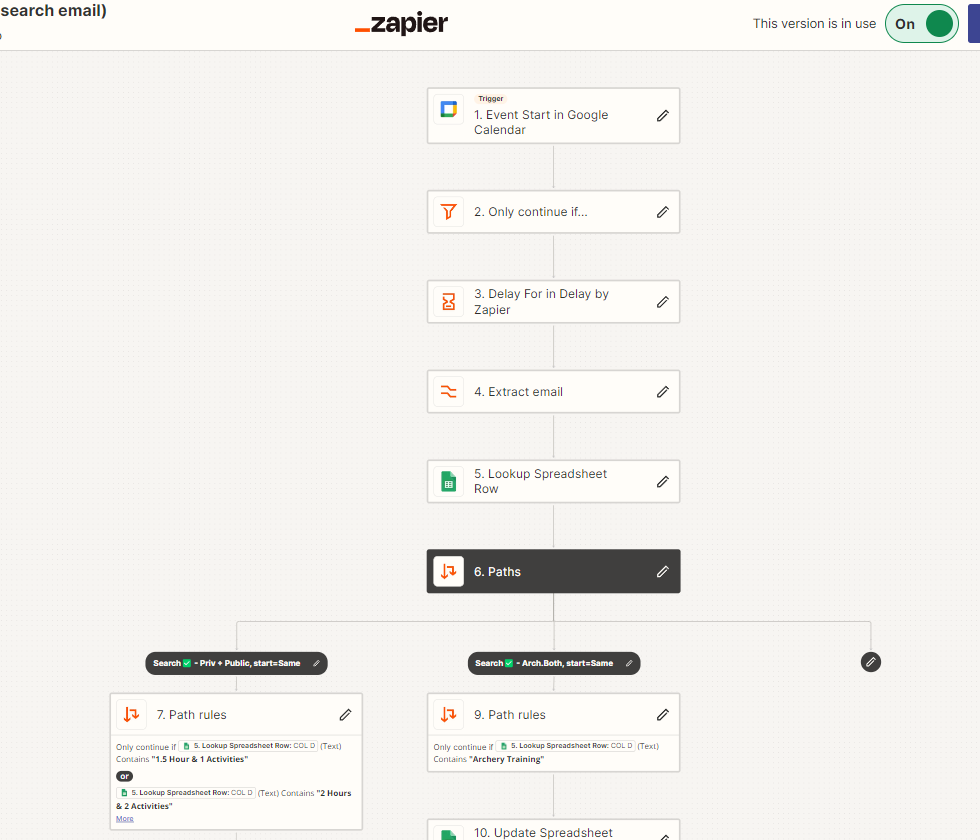 search email)
zapier
This version is in use
On
Trigger
1. Event Start in Google
Calendar
2. Only continue if...
3. Delay For in Delay by
Zapier
4. Extract email
5. Lookup Spreadsheet
Row
6. Paths
Search ✅ - Priv + Public, start=Same
Search ✅ - Arch.Both, start=Same
7. Path rules
Only continue if 5. Lookup Spreadsheet Row: COL D (Text)
Contains "1.5 Hour & 1 Activities"
or
5. Lookup Spreadsheet Row: COL D (Text) Contains "2 Hours
& 2 Activities"
More
9. Path rules
Only continue if 5. Lookup Spreadsheet Row: COL D (Text)
Contains "Archery Training"
10. Update Spreadsheet